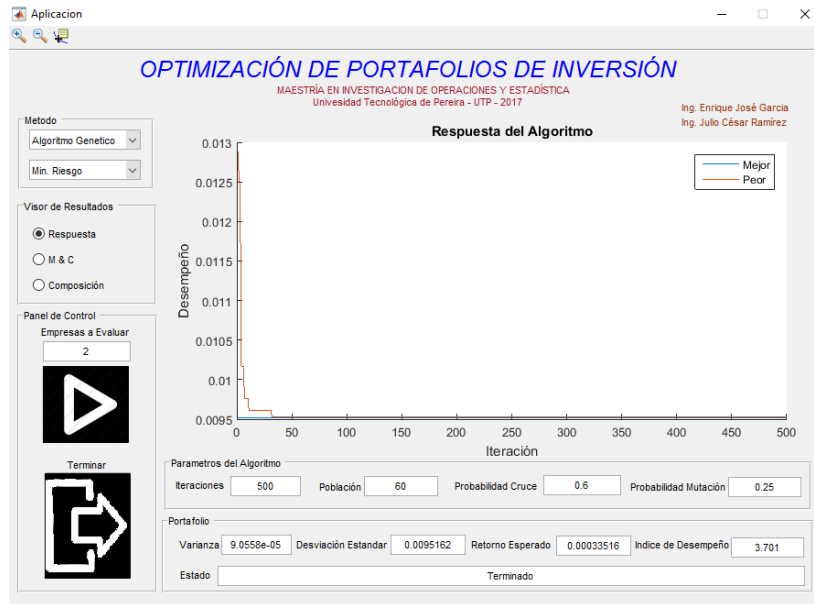 Aplicacion
OPTIMIZACIÓN DE PORTAFOLIOS DE INVERSIÓN
MAESTRÌA EN INVESTIGACION DE OPERACIONES Y ESTADÌSTICA
Univesidad Tecnológica de Pereira - UTP - 2017
Ing. Enrique José Garcia
Ing. Julio César Ramírez
Metodo
Algoritmo Genetico
Min. Riesgo
Visor de Resultados
Respuesta
M & C
Composición
Panel de Control
Empresas a Evaluar
2
Terminar
Respuesta del Algoritmo
Mejor
Peor
Desempeño
0.013
0.0125
0.012
0.0115
0.011
0.0105
0.01
0.0095
0 50 100 150 200 250 300 350 400 450 500
Iteración
Parametros del Algoritmo
Iteraciones 500 Población 60 Probabilidad Cruce 0.6 Probabilidad Mutación 0.25
Portafolio
Varianza 9.0558e-05 Desviación Estandar 0.0095162 Retorno Esperado 0.00033516 Indice de Desempeño 3.701
Estado Terminado